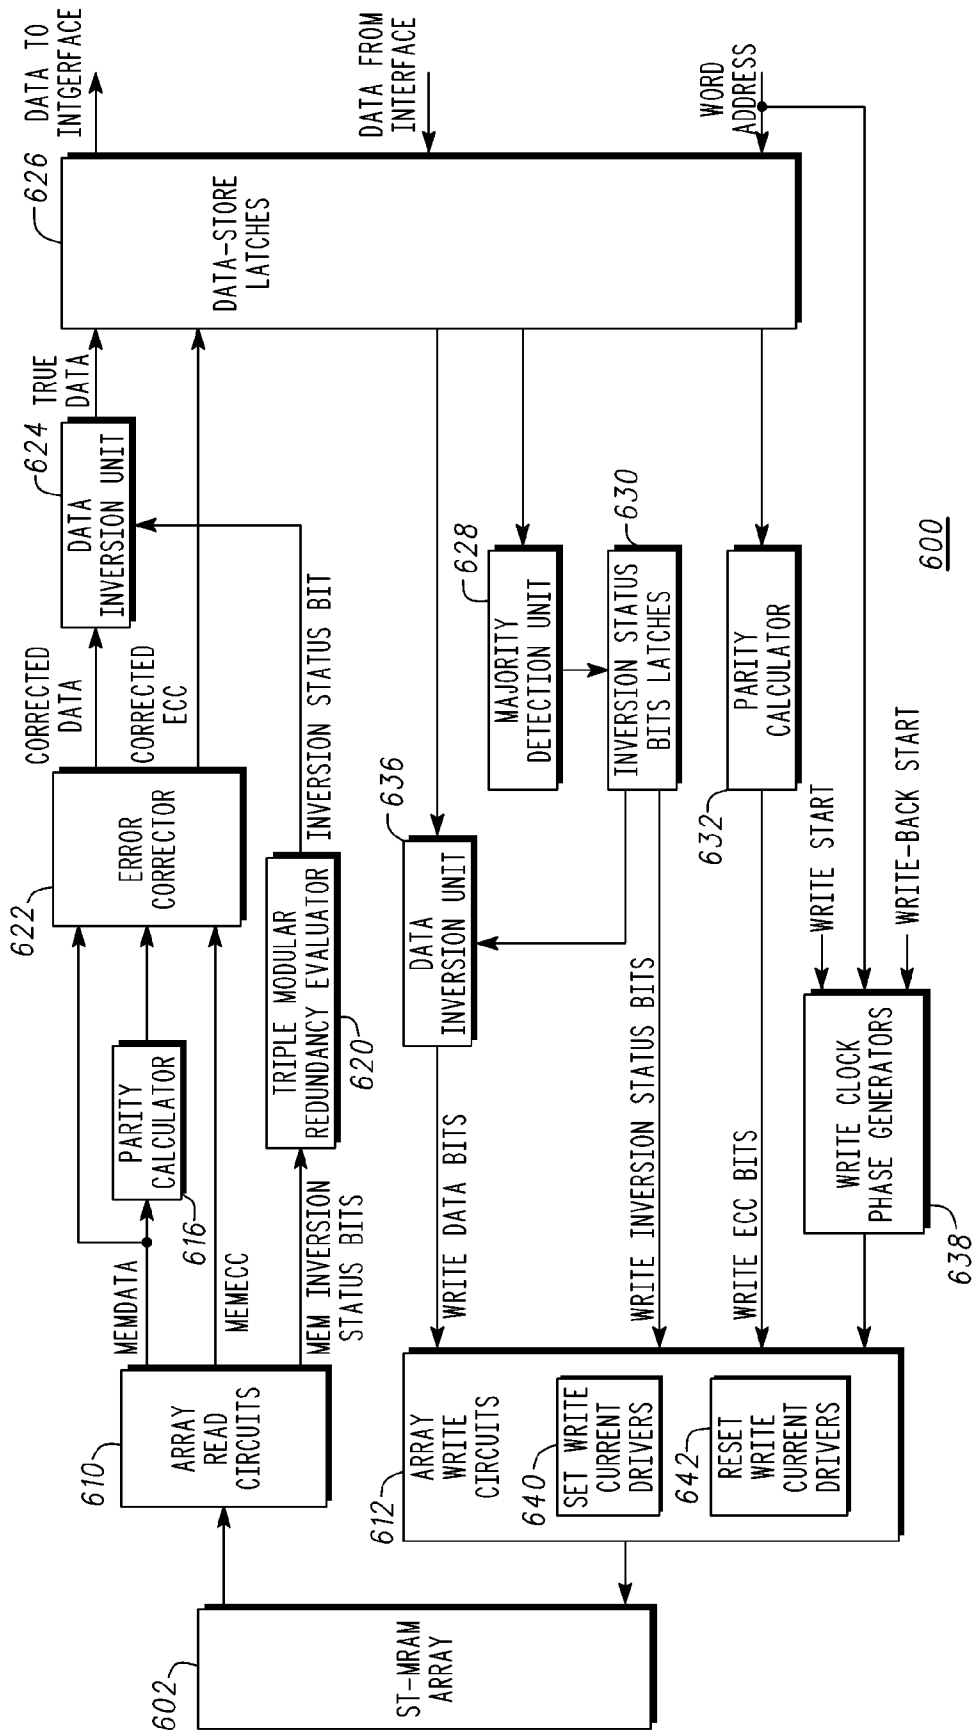 602
ST-MRAM
ARRAY
610
ARRAY
READ
CIRCUITS
MEMDATA
MEMECC
MEM INVERSION
STATUS BITS
616
PARITY
CALCULATOR
620
TRIPLE MODULAR
REDUNDANCY EVALUATOR
622
ERROR
CORRECTOR
CORRECTED
DATA
CORRECTED
ECC
INVERSION STATUS BIT
624
DATA
INVERSION UNIT
TRUE
DATA
626
DATA-STORE
LATCHES
DATA TO
INTGERFACE
DATA FROM
INTERFACE
WORD
ADDRESS
612
ARRAY
WRITE
CIRCUITS
640
SET WRITE
CURRENT
DRIVERS
642
RESET
WRITE
CURRENT
DRIVERS
WRITE DATA BITS
WRITE INVERSION STATUS BITS
WRITE ECC BITS
636
DATA
INVERSION UNIT
628
MAJORITY
DETECTION UNIT
630
INVERSION STATUS
BITS LATCHES
632
PARITY
CALCULATOR
638
WRITE CLOCK
PHASE GENERATORS
WRITE START
WRITE-BACK START
600